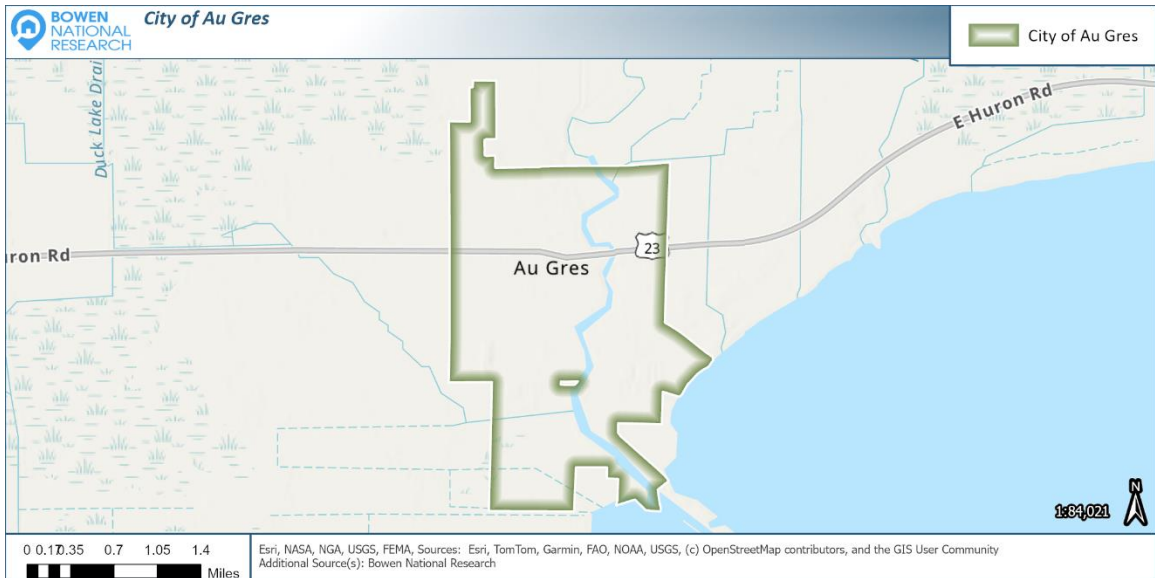 BOWEN
NATIONAL
RESEARCH
City of Au Gres
City of Au Gres
Duck Lake Drai
E Huron Rd
uron Rd
23
Au Gres
N
1:84,021
0 0.17 0.35 0.7 1.05 1.4
Miles
Esri, NASA, NGA, USGS, FEMA, Sources: Esri, TomTom, Garmin, FAO, NOAA, USGS, (c) OpenStreetMap contributors, and the GIS User Community
Additional Source(s): Bowen National Research